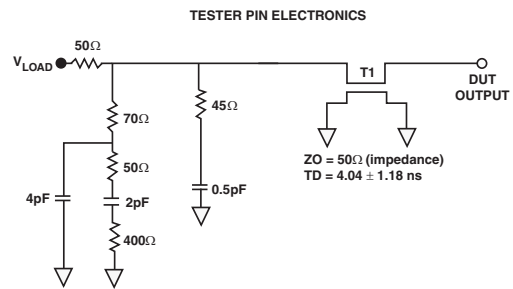 TESTER PIN ELECTRONICS
50Ω
VLOAD
T1
DUT
OUTPUT
70Ω
45Ω
50Ω
ZO = 50Ω (impedance)
TD = 4.04 ± 1.18 ns
4pF
2pF
0.5pF
400Ω